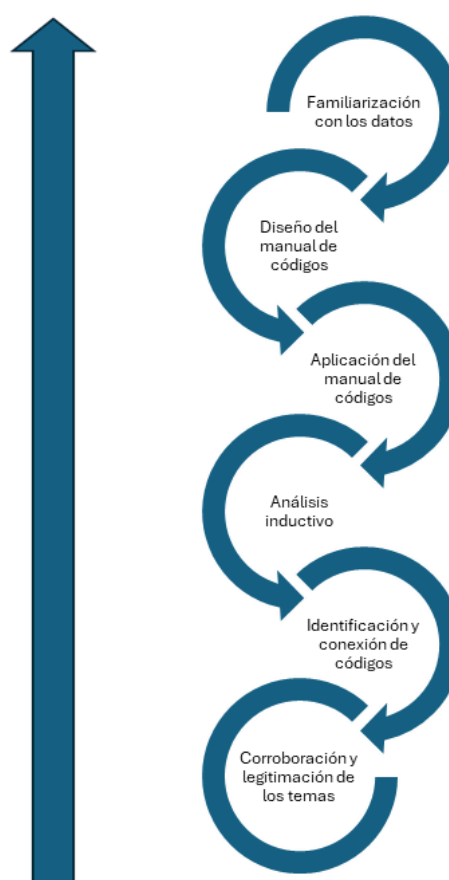 Familiarización
con los datos
Diseño del
manual de
códigos
Aplicación del
manual de
códigos
Análisis
inductivo
Identificación y
conexión de
códigos
Corroboración y
legitimación de
los temas